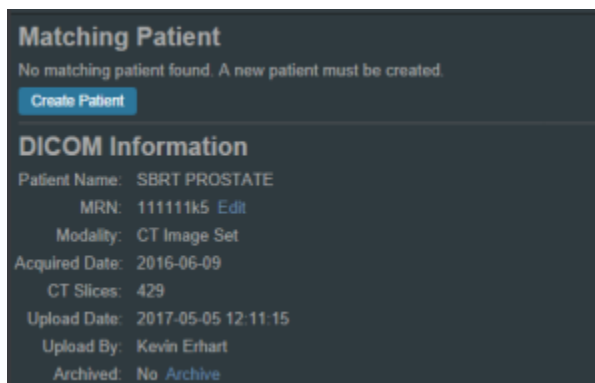 Matching Patient
No matching patient found. A new patient must be created.
Create Patient
DICOM Information
Patient Name: SBRT PROSTATE
MRN: 111111k5 Edit
Modality: CT Image Set
Acquired Date: 2016-06-09
CT Slices: 429
Upload Date: 2017-05-05 12:11:15
Upload By: Kevin Erhart
Archived: No Archive